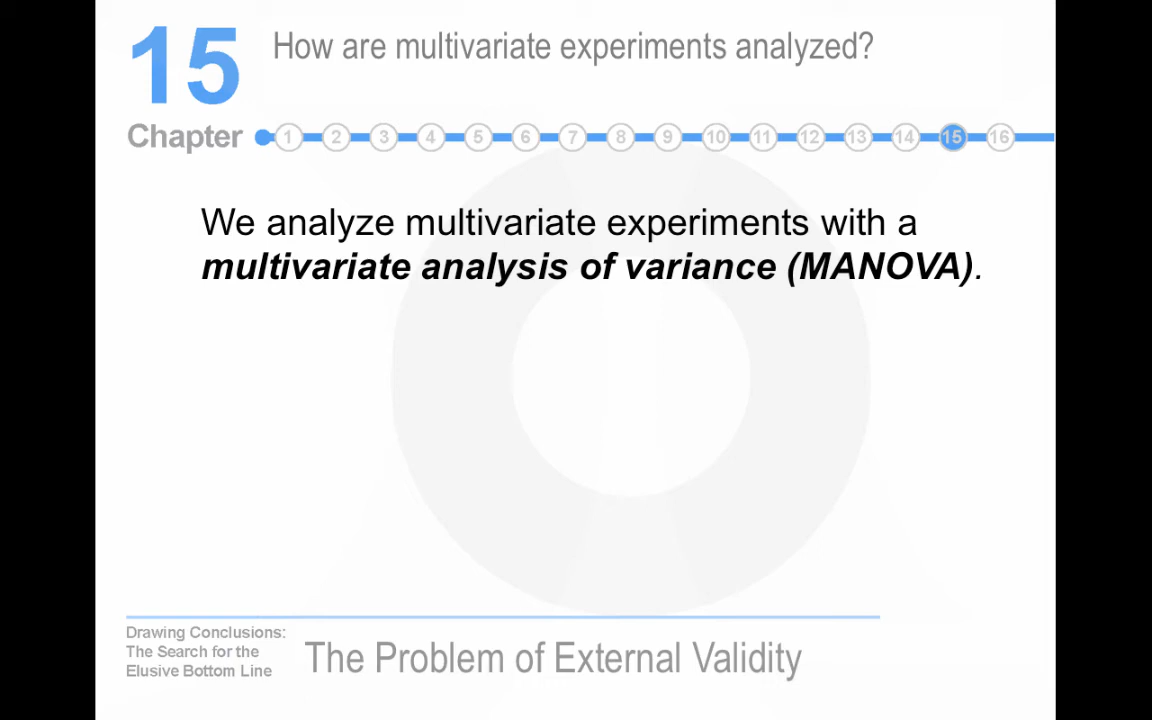 15
How are multivariate experiments analyzed?
Chapter
1 2 3 4 5 6 7 8 9 10 11 12 13 14 15 16
We analyze multivariate experiments with a
multivariate analysis of variance (MANOVA).
Drawing Conclusions:
The Search for the
Elusive Bottom Line
The Problem of External Validity